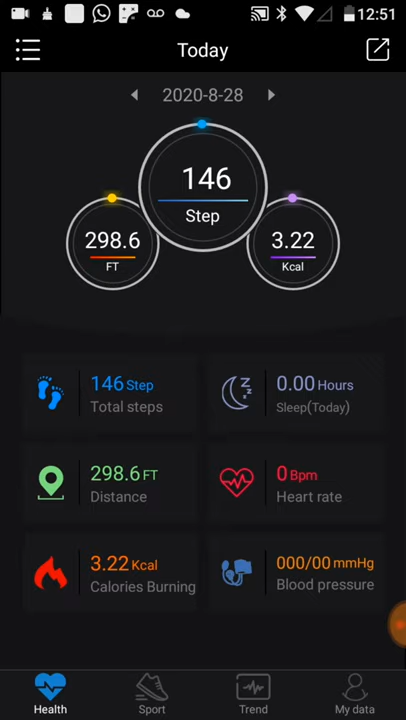 12:51
Today
2020-8-28
146
Step
298.6
FT
3.22
Kcal
146 Step
Total steps
0.00 Hours
Sleep(Today)
298.6 FT
Distance
0 Bpm
Heart rate
3.22 Kcal
Calories Burning
000/00 mmHg
Blood pressure
Health
Sport
Trend
My data